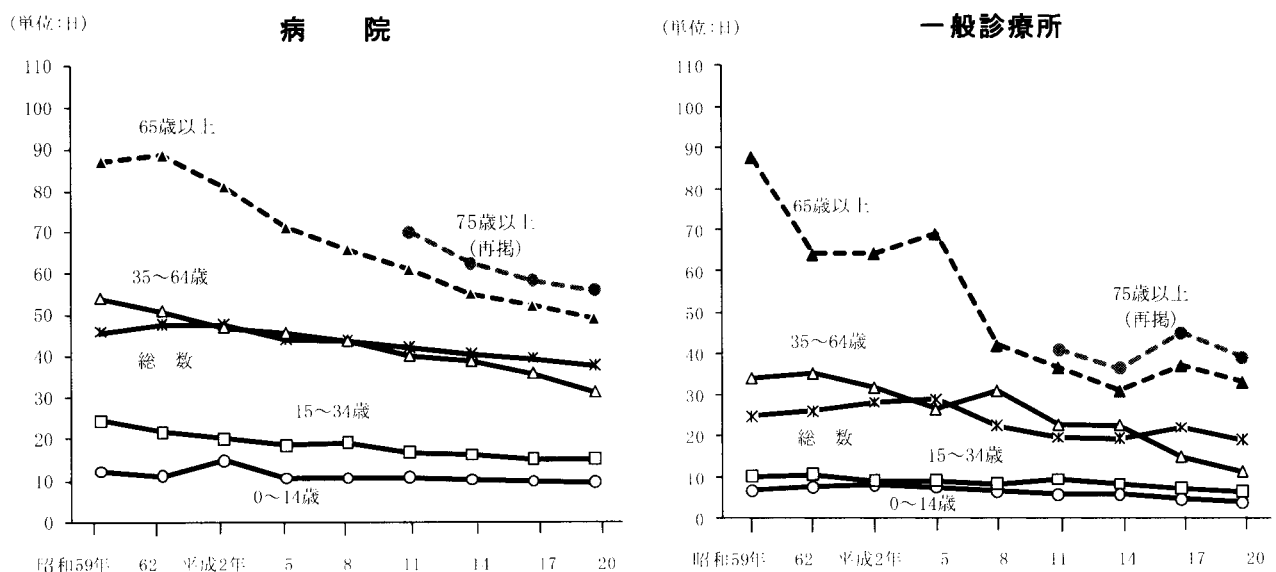 (単位:日)
病 院
110
100
90
80
70
60
50
40
30
20
10
0
65歳以上
75歳以上
(再掲)
35～64歳
総 数
15～34歳
0～14歳
昭和59年 62 平成2年 5 8 11 14 17 20
(単位:日)
一般診療所
110
100
90
80
70
60
50
40
30
20
10
0
65歳以上
75歳以上
(再掲)
35～64歳
総 数
15～34歳
0～14歳
昭和59年 62 平成2年 5 8 11 14 17 20